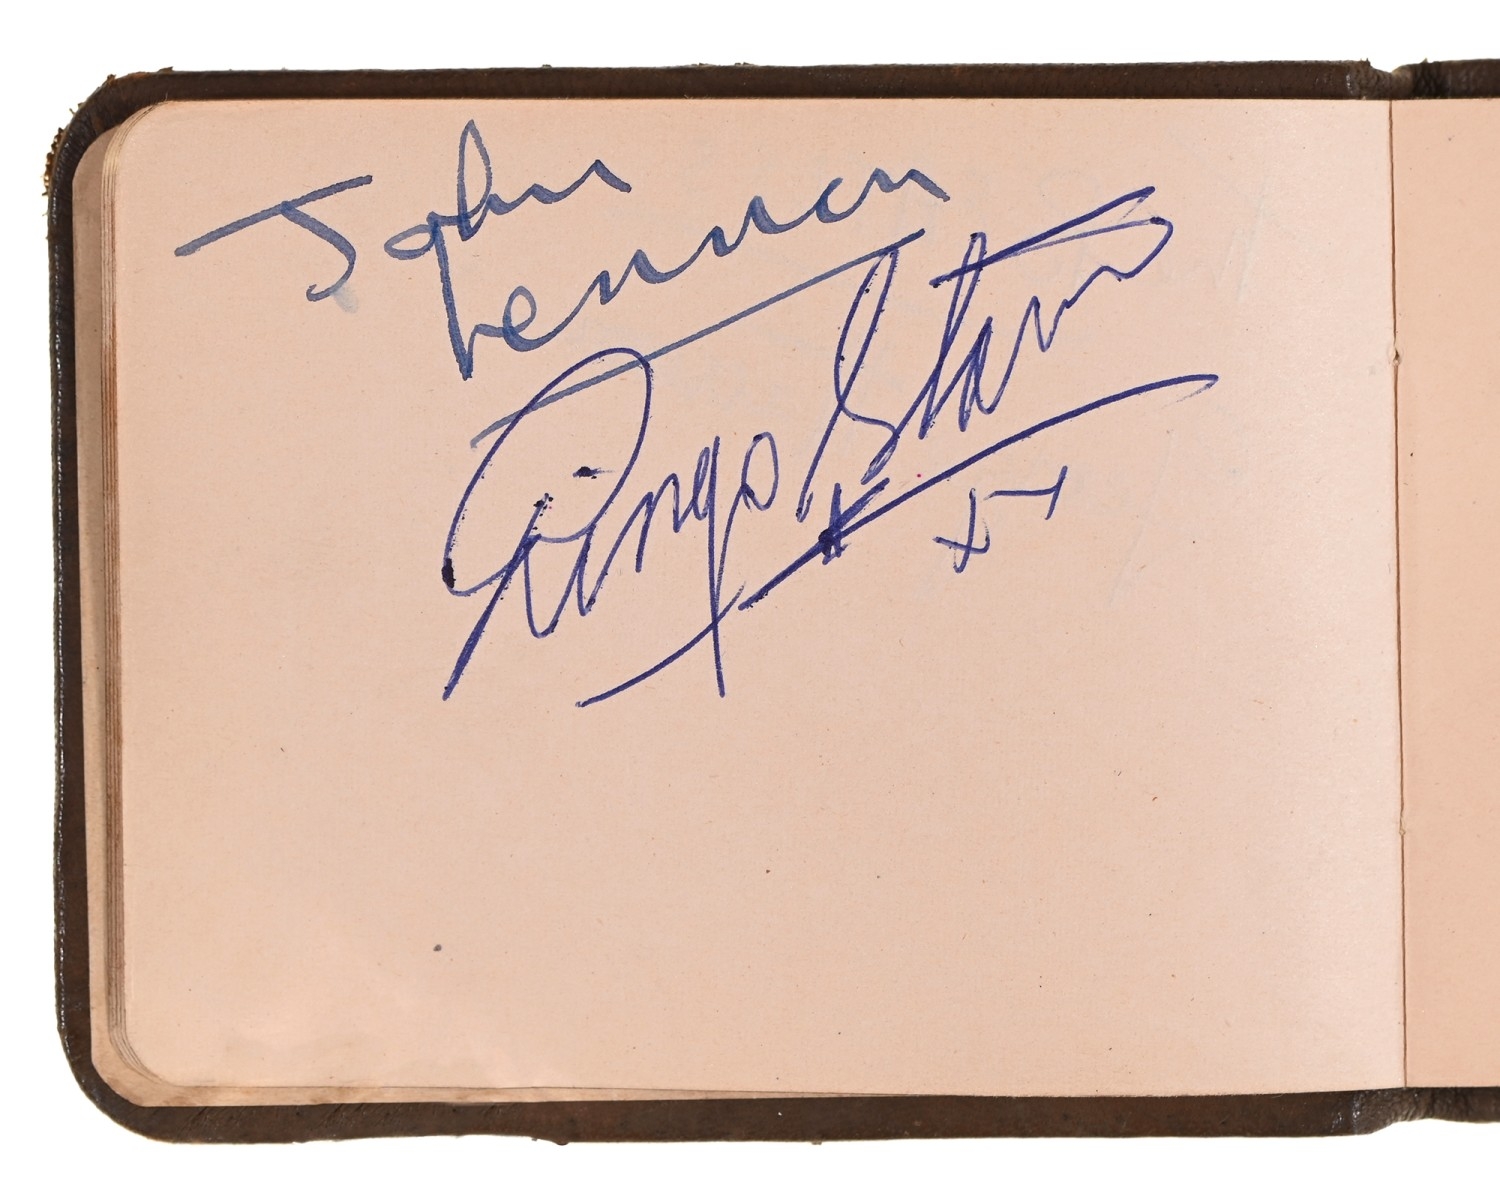 John
Lennon
Ringo Starr
x x x